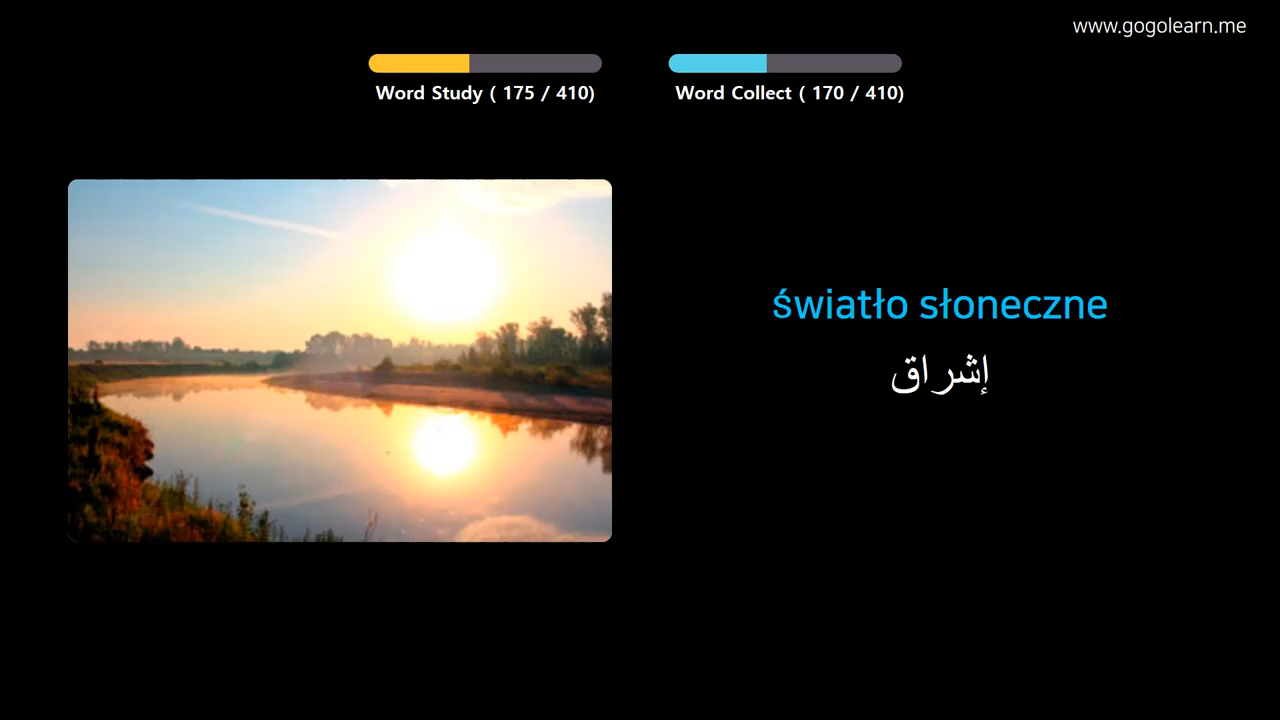 www.gogolearn.me
Word Study ( 175 / 410)
Word Collect ( 170 / 410)
światło słoneczne
إشراق